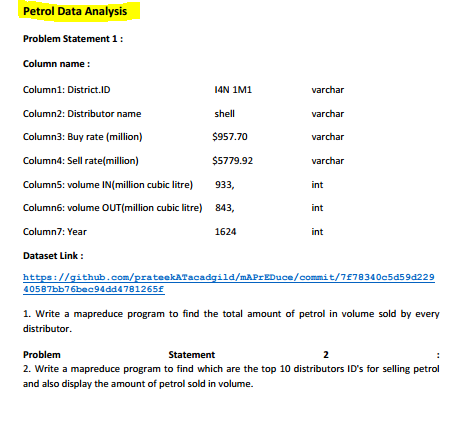 Petrol Data Analysis
Problem Statement 1 :
Column name :
Column1: District.ID I4N 1M1 varchar
Column2: Distributor name shell varchar
Column3: Buy rate (million) $957.70 varchar
Column4: Sell rate(million) $5779.92 varchar
Column5: volume IN(million cubic litre) 933, int
Column6: volume OUT(million cubic litre) 843, int
Column7: Year 1624 int
Dataset Link :
https://github.com/prateekATacadgild/mAPrEDuce/commit/7f78340c5d59d229
40587bb76bec94dd4781265f
1. Write a mapreduce program to find the total amount of petrol in volume sold by every
distributor.
Problem Statement 2 :
2. Write a mapreduce program to find which are the top 10 distributors ID's for selling petrol
and also display the amount of petrol sold in volume.